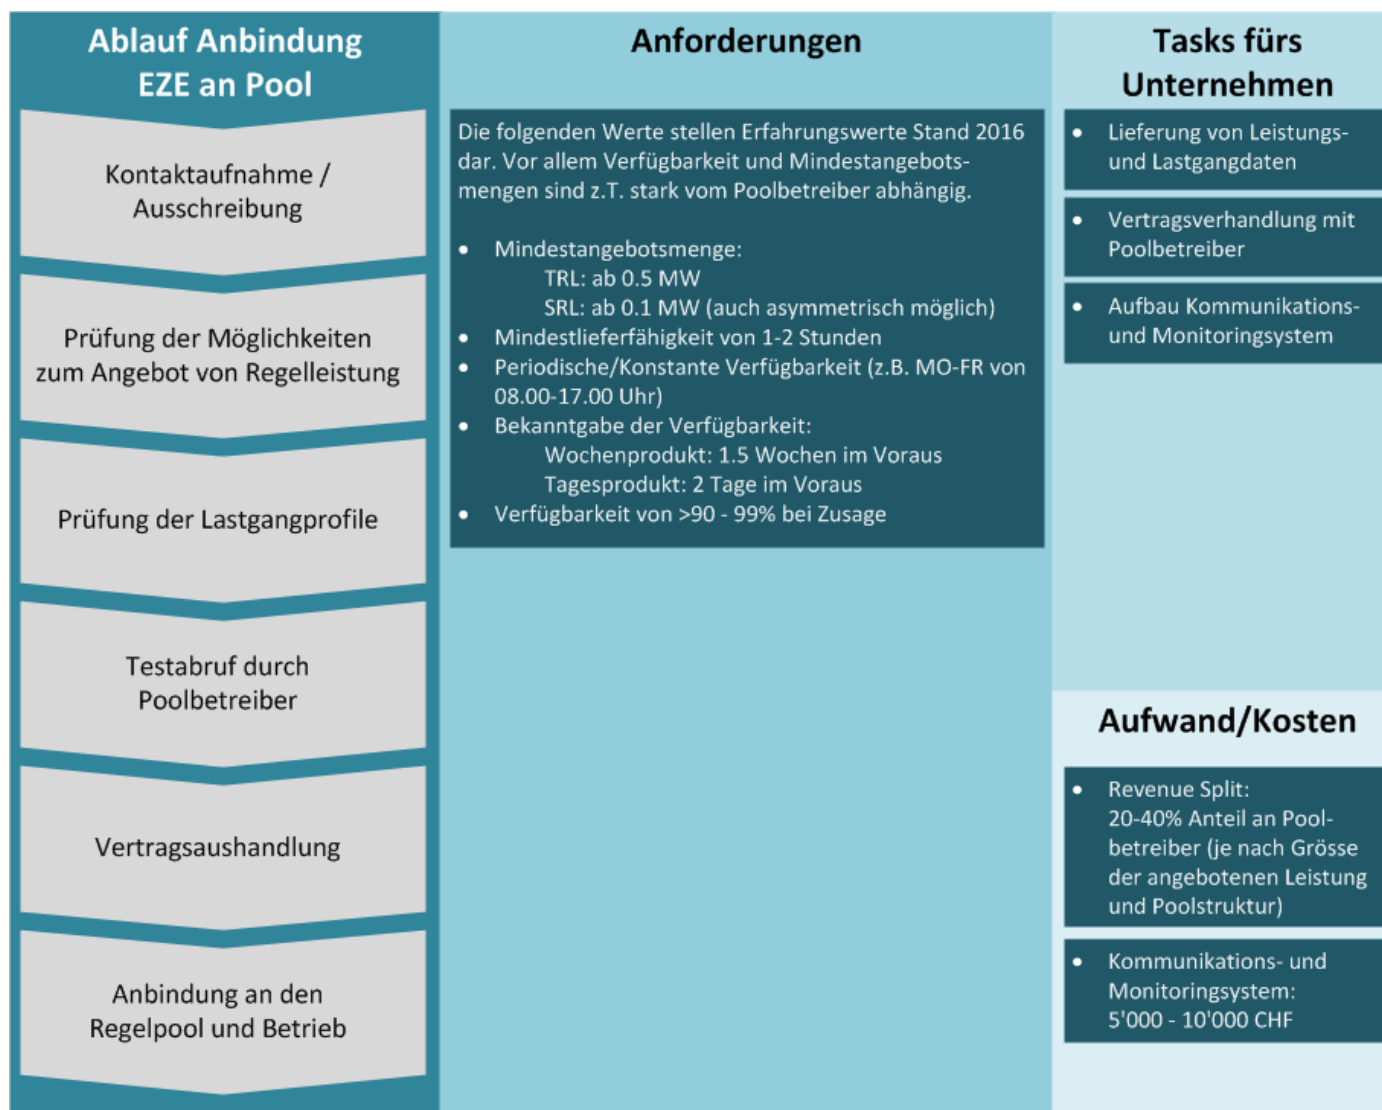 Ablauf Anbindung
EZE an Pool
Kontaktaufnahme /
Ausschreibung
Prüfung der Möglichkeiten
zum Angebot von Regelleistung
Prüfung der Lastgangprofile
Testabruf durch
Poolbetreiber
Vertragsaushandlung
Anbindung an den
Regelpool und Betrieb
Anforderungen
Die folgenden Werte stellen Erfahrungswerte Stand 2016
dar. Vor allem Verfügbarkeit und Mindestangebots-
mengen sind z.T. stark vom Poolbetreiber abhängig.
• Mindestangebotsmenge:
TRL: ab 0.5 MW
SRL: ab 0.1 MW (auch asymmetrisch möglich)
• Mindestlieferfähigkeit von 1-2 Stunden
• Periodische/Konstante Verfügbarkeit (z.B. MO-FR von
08.00-17.00 Uhr)
• Bekanntgabe der Verfügbarkeit:
Wochenprodukt: 1.5 Wochen im Voraus
Tagesprodukt: 2 Tage im Voraus
• Verfügbarkeit von >90 - 99% bei Zusage
Tasks fürs
Unternehmen
• Lieferung von Leistungs-
und Lastgangdaten
• Vertragsverhandlung mit
Poolbetreiber
• Aufbau Kommunikations-
und Monitoringsystem
Aufwand/Kosten
• Revenue Split:
20-40% Anteil an Pool-
betreiber (je nach Grösse
der angebotenen Leistung
und Poolstruktur)
• Kommunikations- und
Monitoringsystem:
5'000 - 10'000 CHF